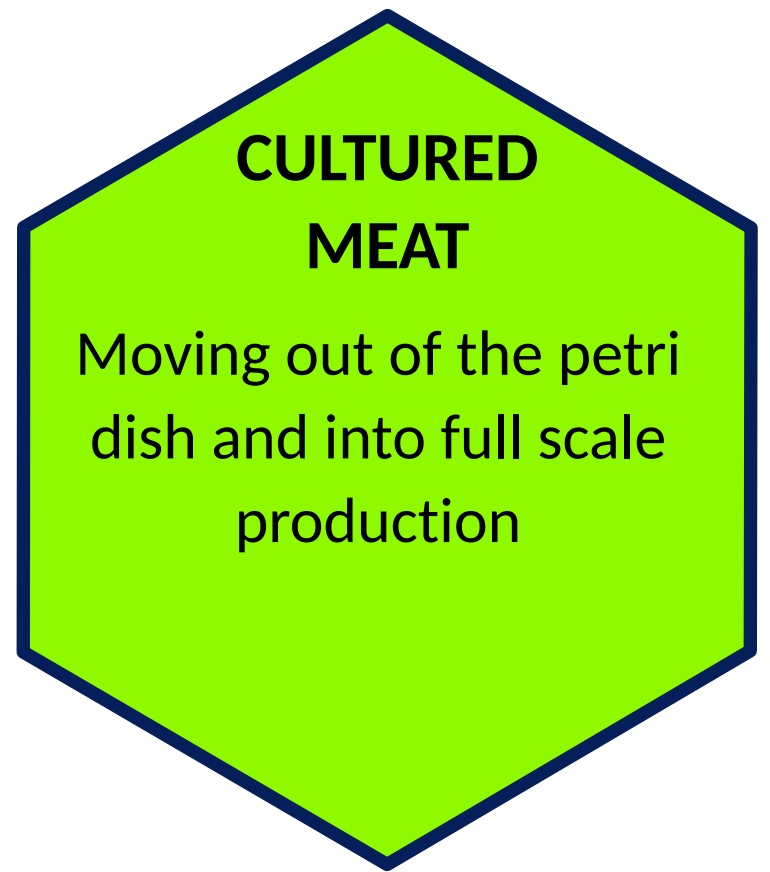 CULTURED
MEAT
Moving out of the petri
dish and into full scale
production